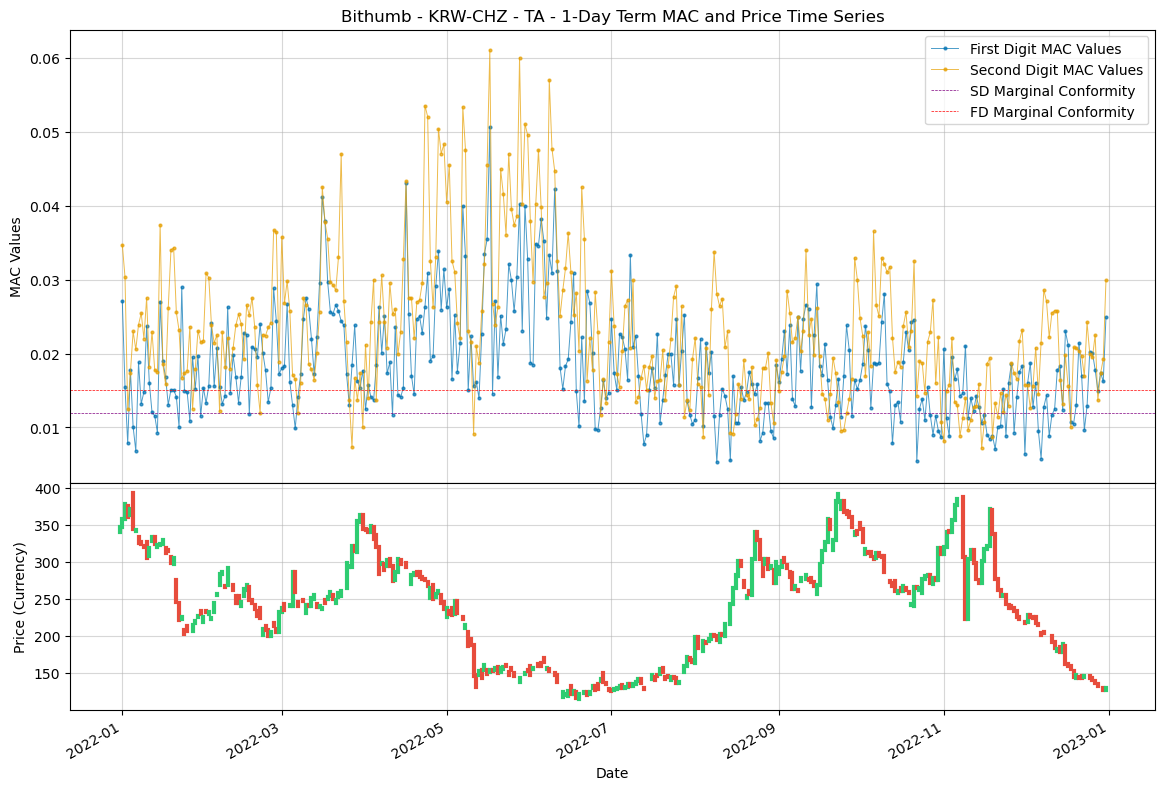 Bithumb - KRW-CHZ - TA - 1-Day Term MAC and Price Time Series
First Digit MAC Values
Second Digit MAC Values
SD Marginal Conformity
FD Marginal Conformity
MAC Values
0.06
0.05
0.04
0.03
0.02
0.01
Price (Currency)
400
350
300
250
200
150
2022-01
2022-03
2022-05
2022-07
2022-09
2022-11
2023-01
Date